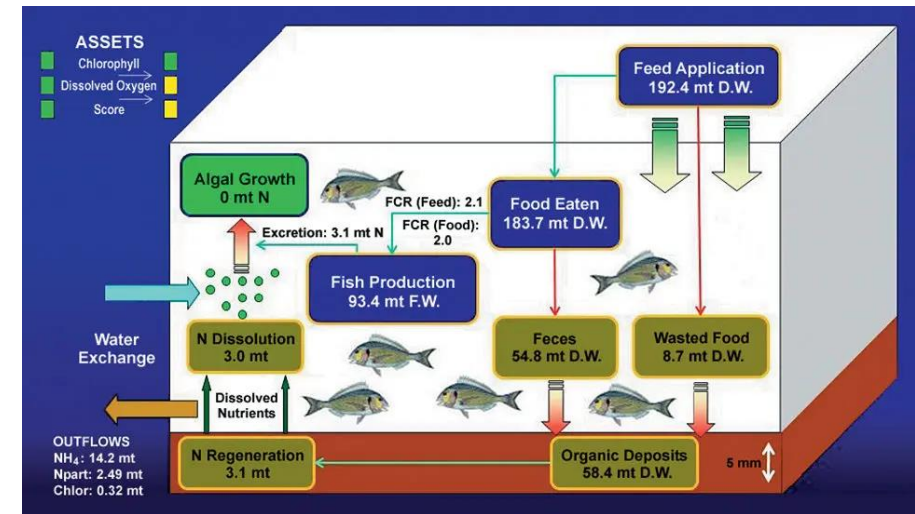 ASSETS
Chlorophyll
Dissolved Oxygen
Score
Feed Application
192.4 mt D.W.
Algal Growth
0 mt N
FCR (Feed): 2.1
FCR (Food):
2.0
Food Eaten
183.7 mt D.W.
Excretion: 3.1 mt N
Fish Production
93.4 mt F.W.
Water
Exchange
N Dissolution
3.0 mt
Feces
54.8 mt D.W.
Wasted Food
8.7 mt D.W.
Dissolved
Nutrients
OUTFLOWS
NH4: 14.2 mt
Npart: 2.49 mt
Chlor: 0.32 mt
N Regeneration
3.1 mt
Organic Deposits
58.4 mt D.W.
5 mm